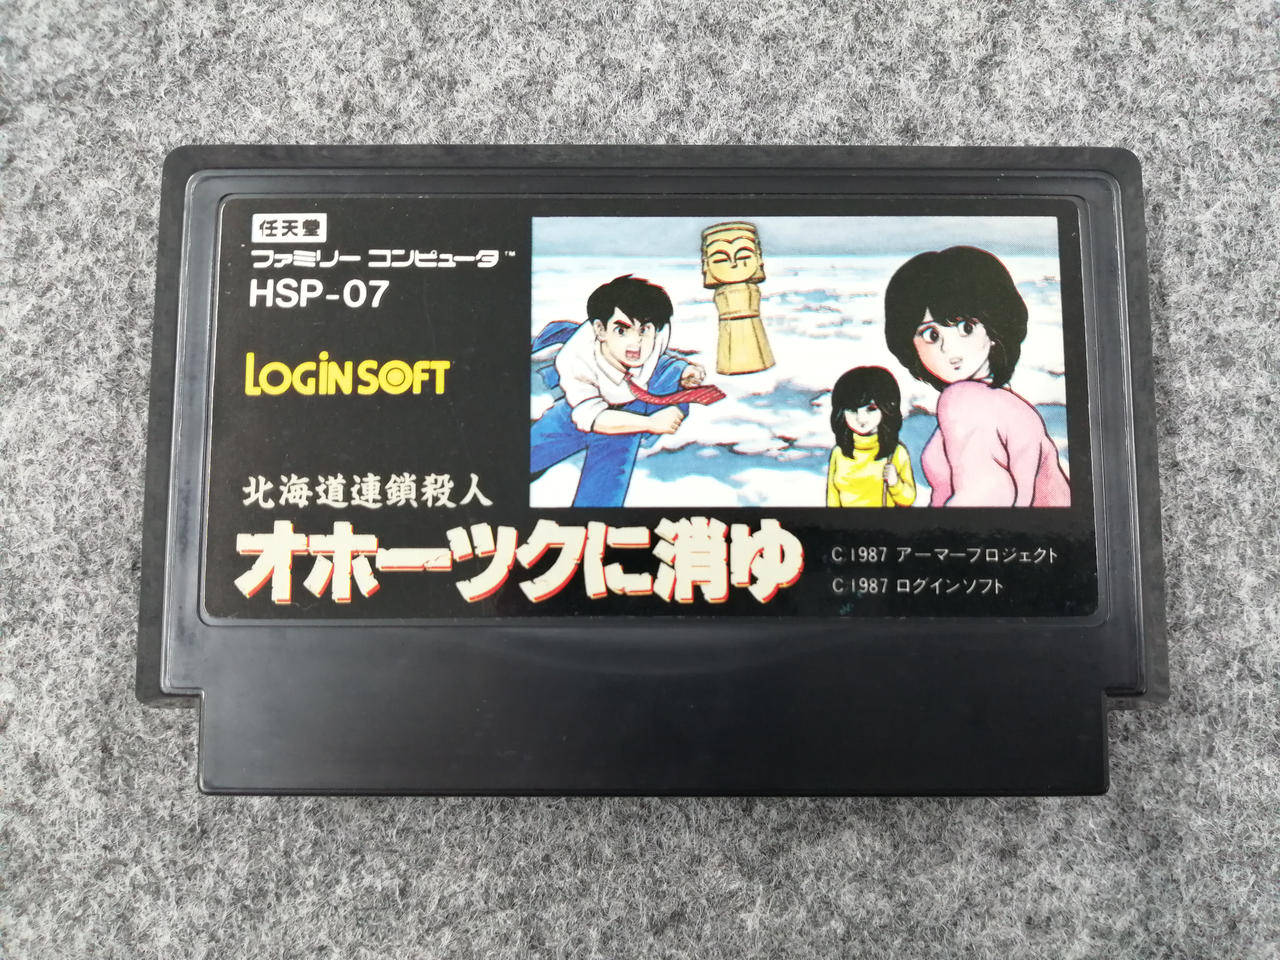 任天堂
ファミリー コンピュータ™
HSP-07
LOGiN SOFT
北海道連鎖殺人
オホーツクに消ゆ
C 1987 アーマープロジェクト
C 1987 ログインソフト